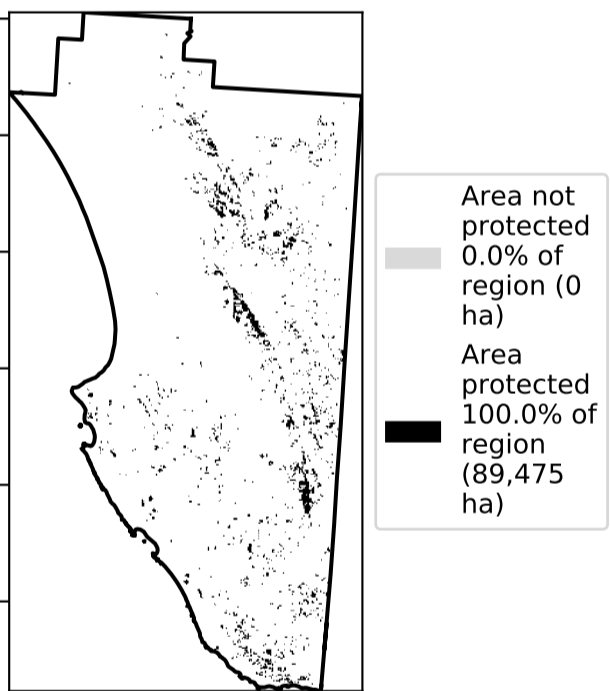 Area not
protected
0.0% of
region (0
ha)
Area
protected
100.0% of
region
(89,475
ha)